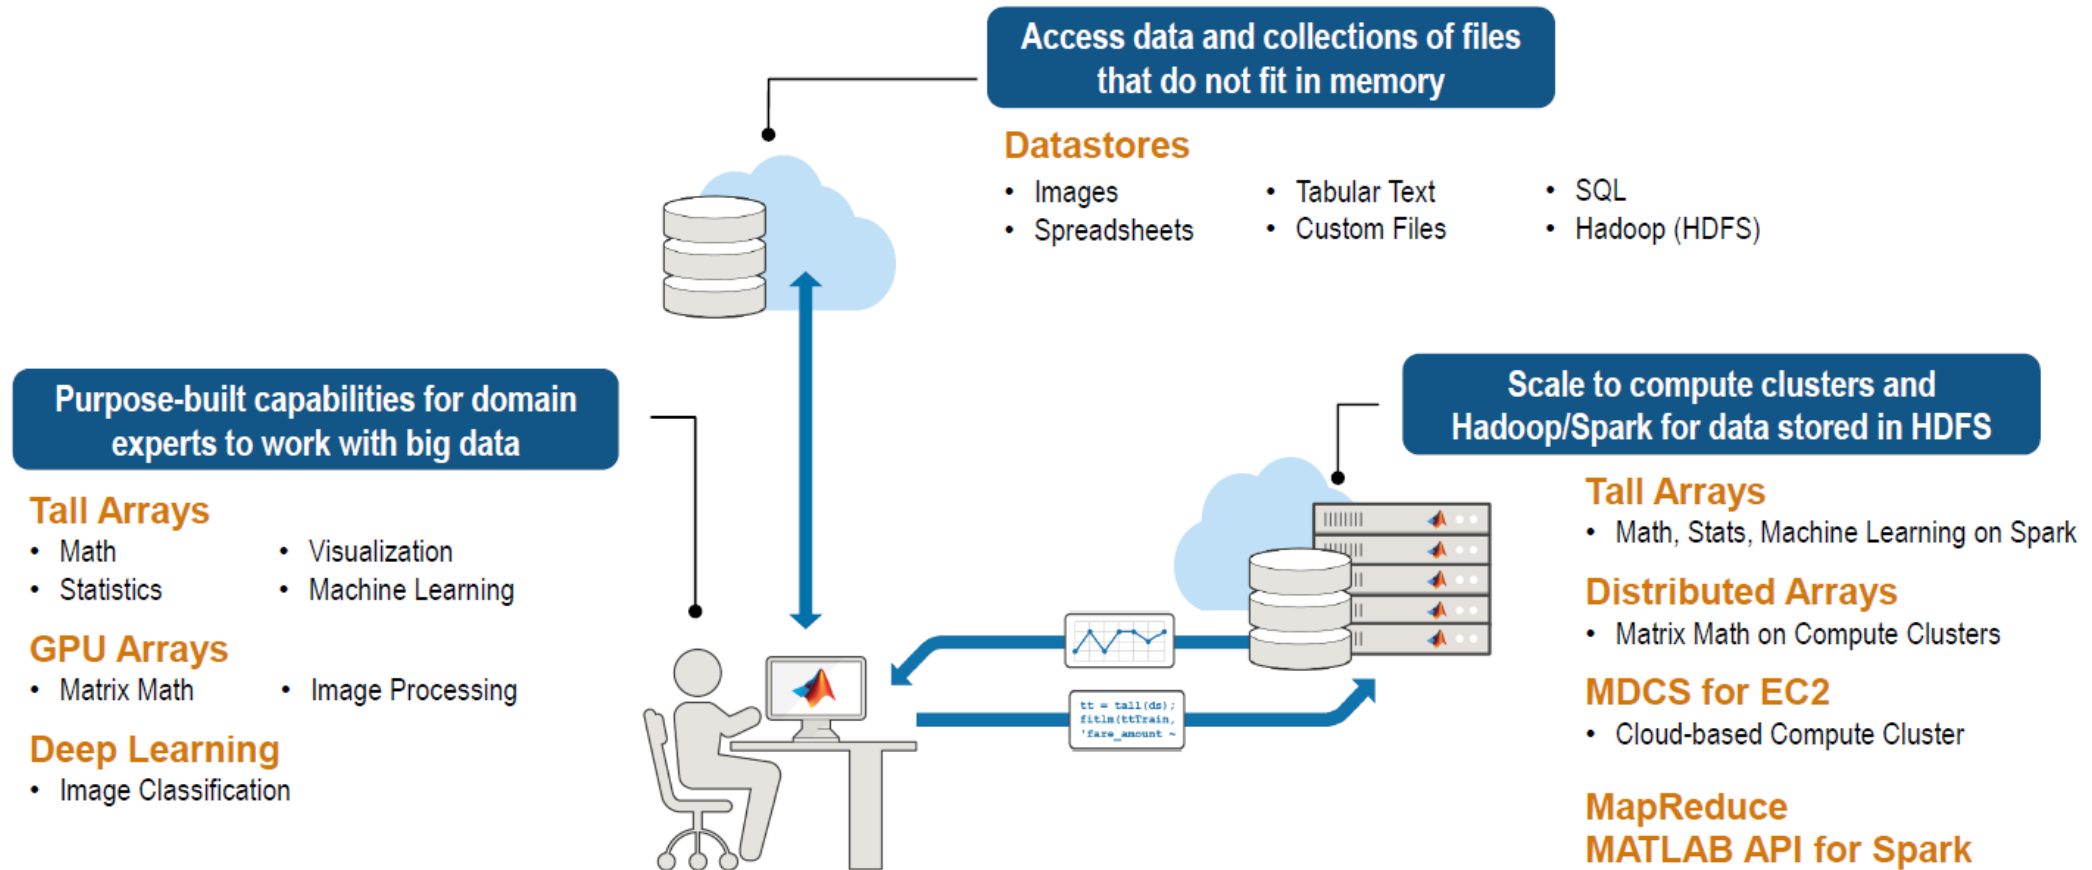 Access data and collections of files
that do not fit in memory
Datastores
• Images
• Spreadsheets
• Tabular Text
• Custom Files
• SQL
• Hadoop (HDFS)
Purpose-built capabilities for domain
experts to work with big data
Tall Arrays
• Math
• Statistics
• Visualization
• Machine Learning
GPU Arrays
• Matrix Math
• Image Processing
Deep Learning
• Image Classification
tt = tall(ds);
fitlm(ttTrain,
'fare_amount ~
Scale to compute clusters and
Hadoop/Spark for data stored in HDFS
Tall Arrays
• Math, Stats, Machine Learning on Spark
Distributed Arrays
• Matrix Math on Compute Clusters
MDCS for EC2
• Cloud-based Compute Cluster
MapReduce
MATLAB API for Spark